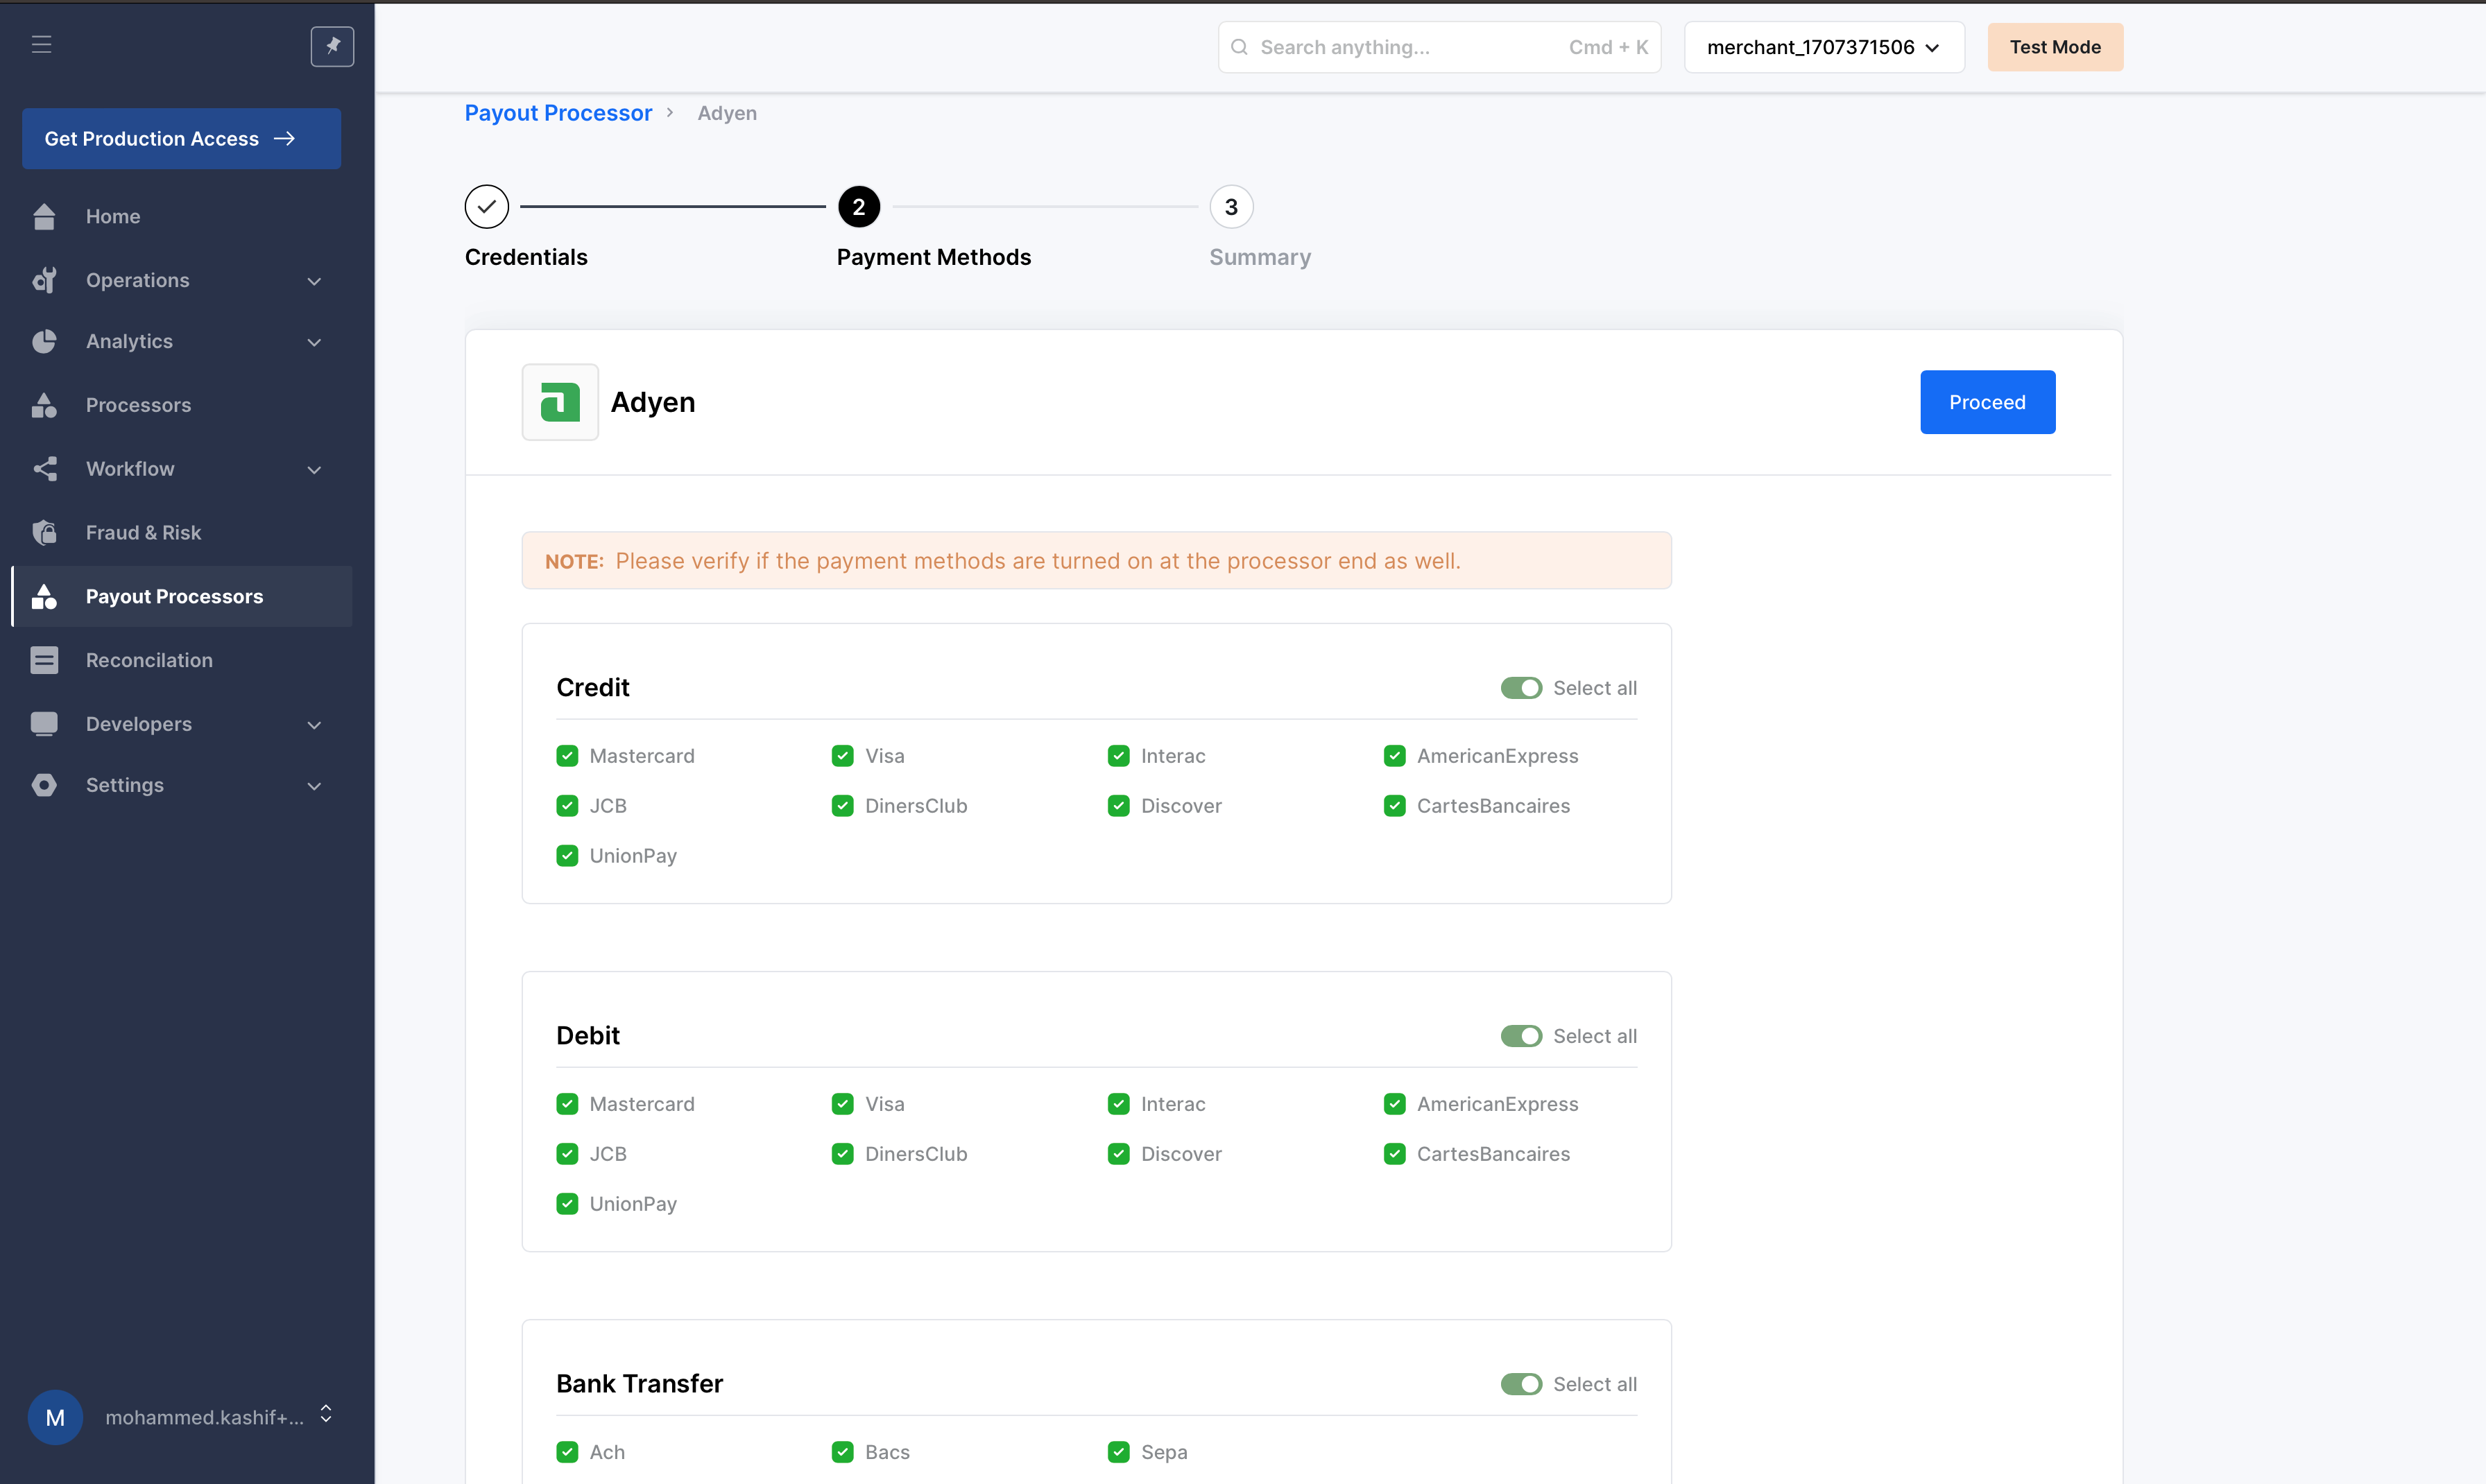 Search anything...
Cmd + K
merchant_1707371506
Test Mode
Get Production Access
Home
Operations
Analytics
Processors
Workflow
Fraud & Risk
Payout Processors
Reconcilation
Developers
Settings
M
mohammed.kashif+...
Payout Processor > Adyen
2
3
Credentials
Payment Methods
Summary
Adyen
Proceed
NOTE: Please verify if the payment methods are turned on at the processor end as well.
Credit
Select all
Mastercard Visa Interac AmericanExpress
JCB DinersClub Discover CartesBancaires
UnionPay
Debit
Select all
Mastercard Visa Interac AmericanExpress
JCB DinersClub Discover CartesBancaires
UnionPay
Bank Transfer
Select all
Ach Bacs Sepa